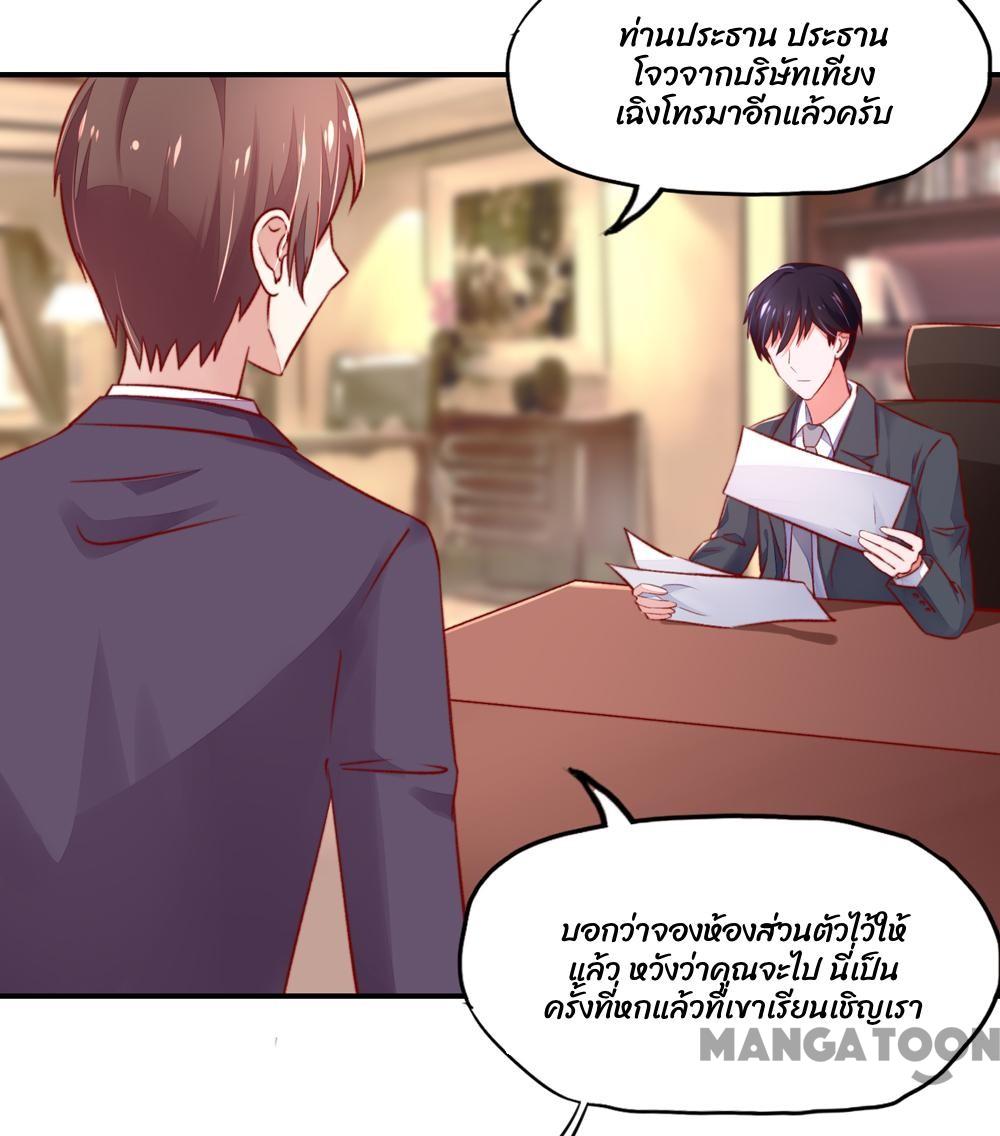 ท่านประธาน ประธาน
โจวจากบริษัทเทียง
เฉิงโทรมาอีกแล้วครับ
บอกว่าจองห้องส่วนตัวไว้ให้
แล้ว หวังว่าคุณจะไป นี่เป็น
ครั้งที่หกแล้วที่เขาเรียนเชิญเรา
MANGATOON